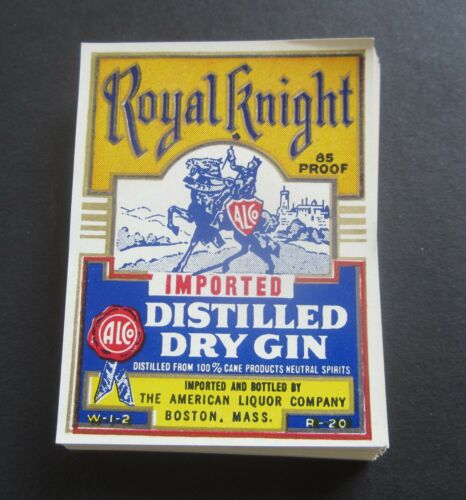 Royal Knight
85
PROOF
ALCO
IMPORTED
DISTILLED
DRY GIN
ALCO
DISTILLED FROM 100% CANE PRODUCTS NEUTRAL SPIRITS
IMPORTED AND BOTTLED BY
THE AMERICAN LIQUOR COMPANY
BOSTON, MASS.
W-1-2
R-20